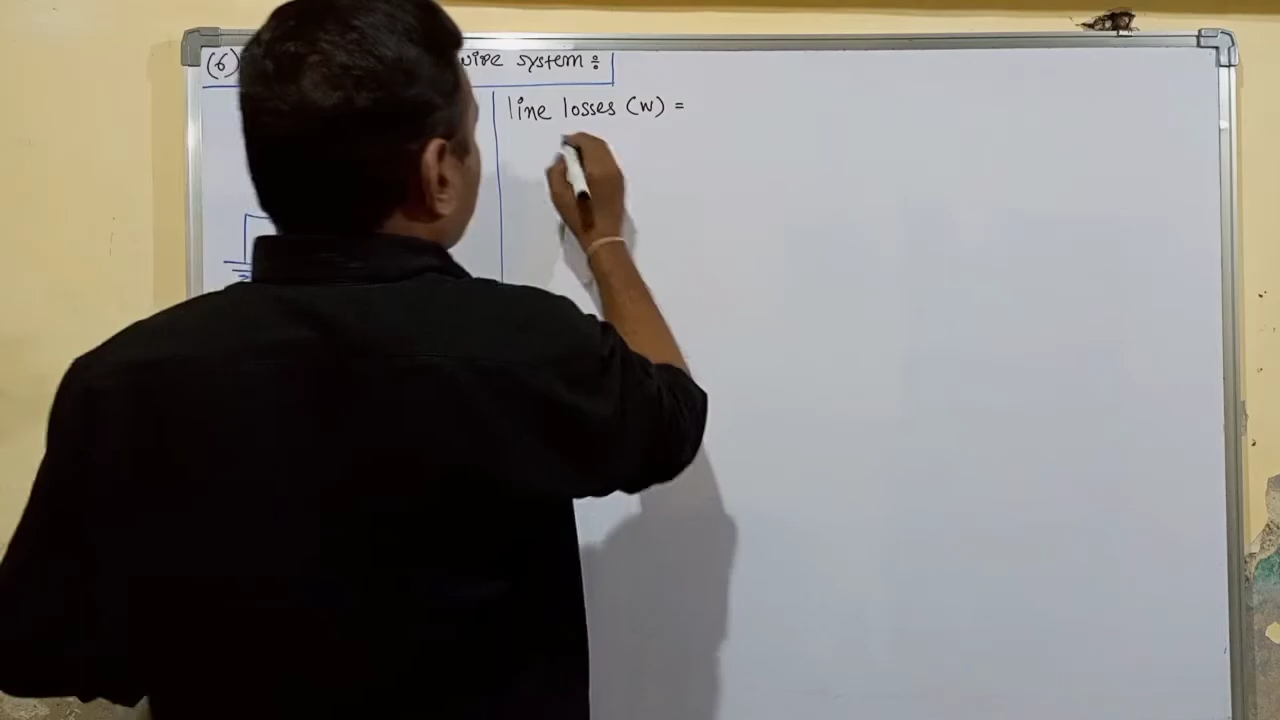 (6) wire system :
line losses (W) =